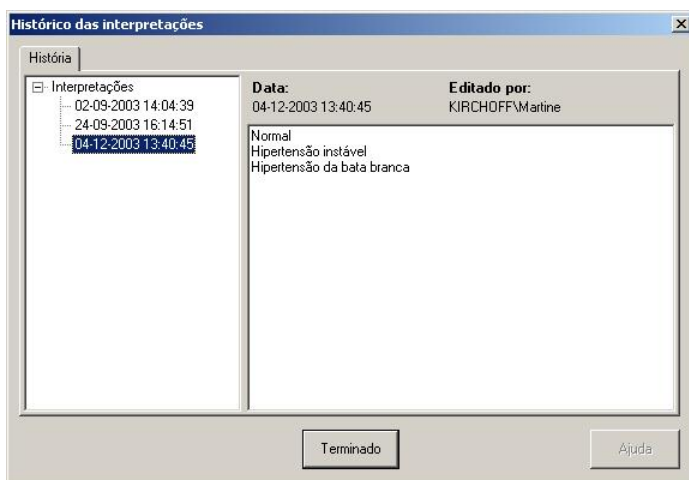 Histórico das interpretações
História
Interpretações
02-09-2003 14:04:39
24-09-2003 16:14:51
04-12-2003 13:40:45
Data:
04-12-2003 13:40:45
Editado por:
KIRCHOFF\Martine
Normal
Hipertensão instável
Hipertensão da bata branca
Terminado
Ajuda